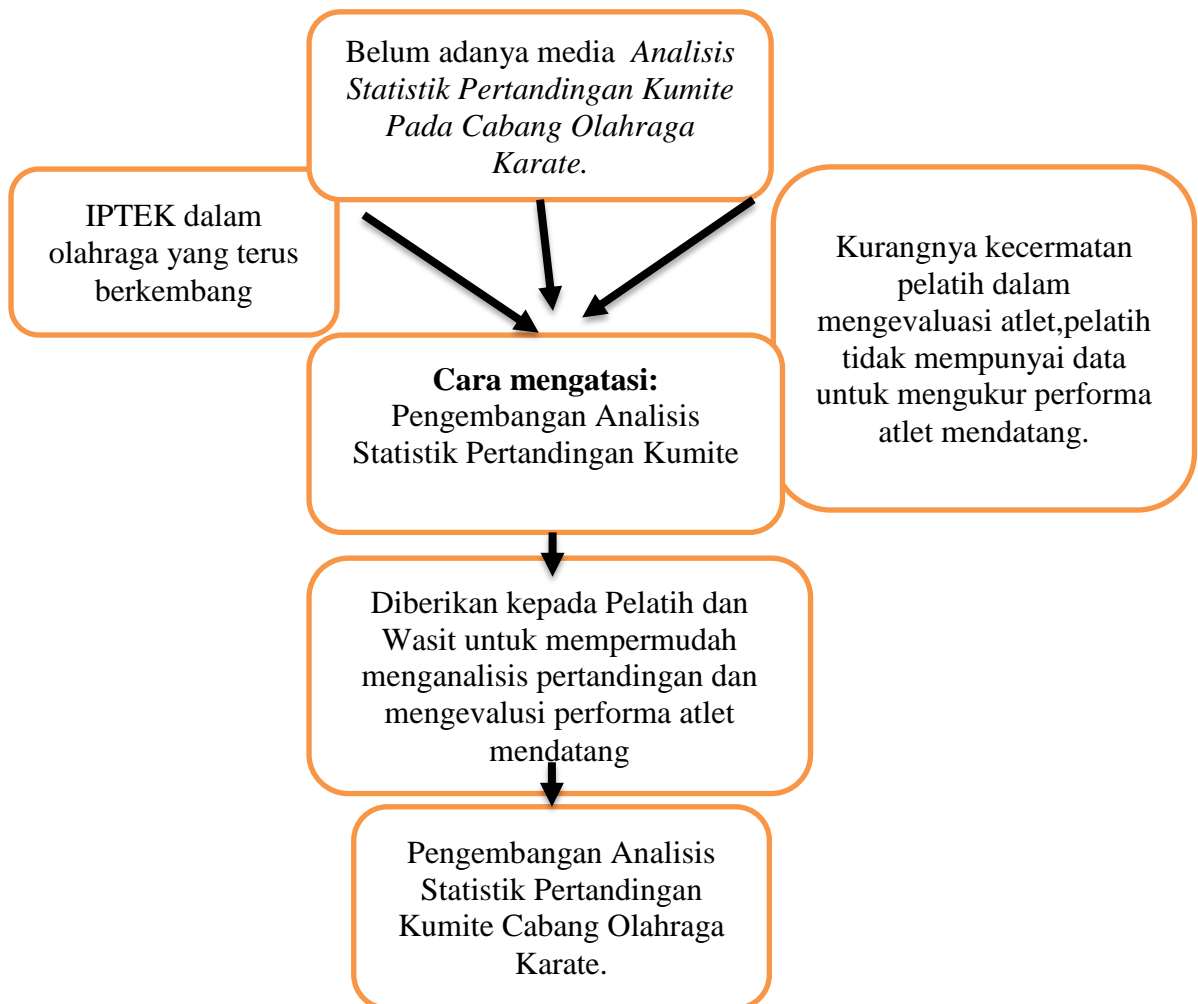 Belum adanya media Analisis
Statistik Pertandingan Kumite
Pada Cabang Olahraga
Karate.
IPTEK dalam
olahraga yang terus
berkembang
Kurangnya kecermatan
pelatih dalam
mengevaluasi atlet,pelatih
tidak mempunyai data
untuk mengukur performa
atlet mendatang.
Cara mengatasi:
Pengembangan Analisis
Statistik Pertandingan Kumite
Diberikan kepada Pelatih dan
Wasit untuk mempermudah
menganalisis pertandingan dan
mengevalusi performa atlet
mendatang
Pengembangan Analisis
Statistik Pertandingan
Kumite Cabang Olahraga
Karate.